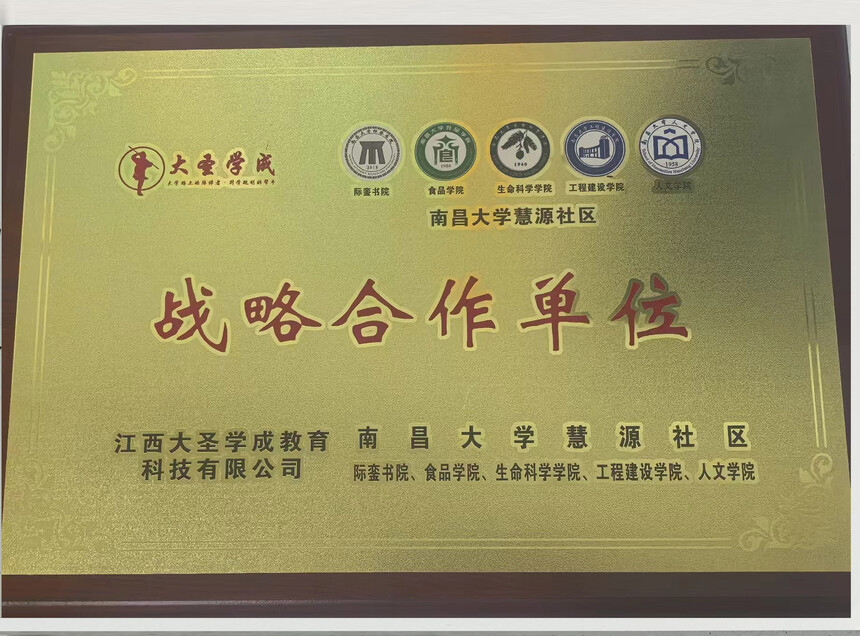 大圣学成
际銮书院
食品学院
生命科学学院
工程建设学院
人文学院
南昌大学慧源社区
战略合作单位
江西大圣学成教育
科技有限公司
南昌大学慧源社区
际銮书院、食品学院、生命科学学院、工程建设学院、人文学院